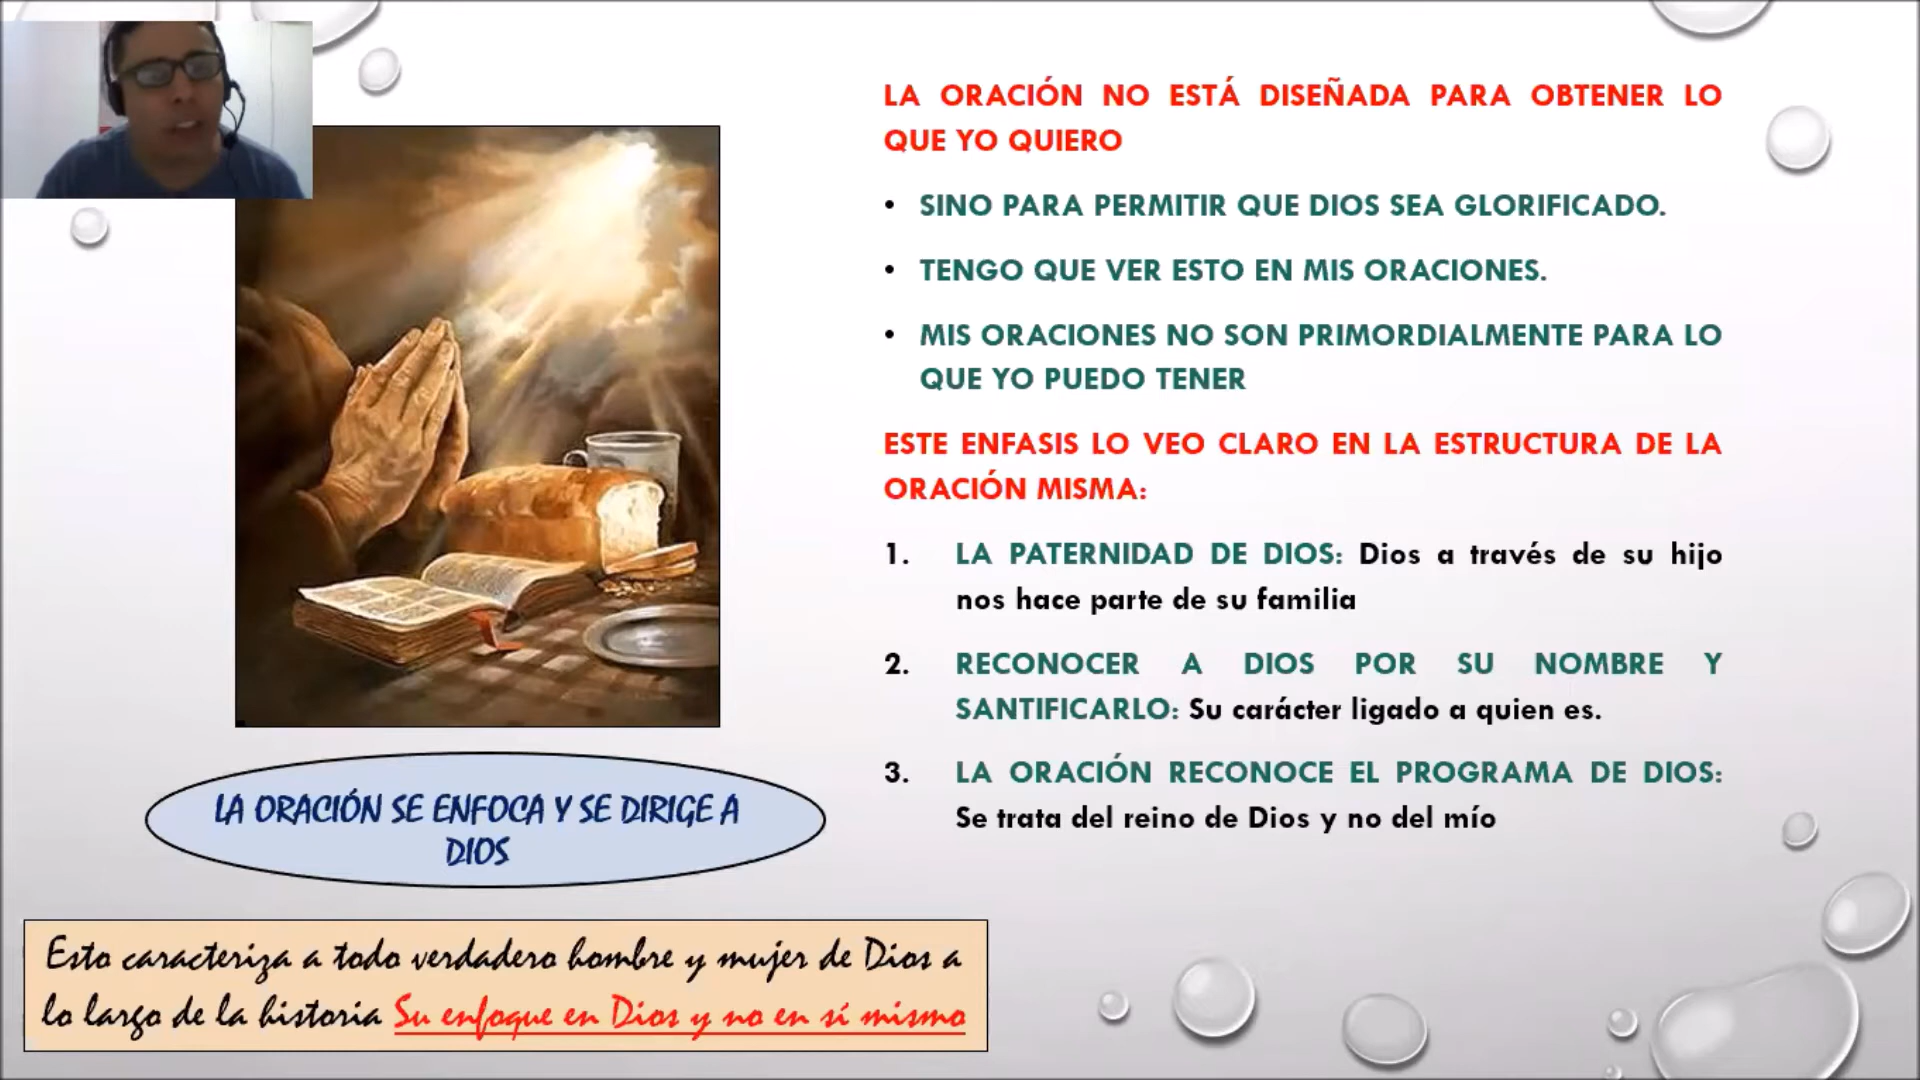 LA ORACIÓN NO ESTÁ DISEÑADA PARA OBTENER LO
QUE YO QUIERO
• SINO PARA PERMITIR QUE DIOS SEA GLORIFICADO.
• TENGO QUE VER ESTO EN MIS ORACIONES.
• MIS ORACIONES NO SON PRIMORDIALMENTE PARA LO
QUE YO PUEDO TENER
ESTE ENFASIS LO VEO CLARO EN LA ESTRUCTURA DE LA
ORACIÓN MISMA:
1. LA PATERNIDAD DE DIOS: Dios a través de su hijo
nos hace parte de su familia
2. RECONOCER A DIOS POR SU NOMBRE Y
SANTIFICARLO: Su carácter ligado a quien es.
3. LA ORACIÓN RECONOCE EL PROGRAMA DE DIOS:
Se trata del reino de Dios y no del mío
LA ORACIÓN SE ENFOCA Y SE DIRIGE A
DIOS
Esto caracteriza a todo verdadero hombre y mujer de Dios a
lo largo de la historia Su enfoque en Dios y no en sí mismo